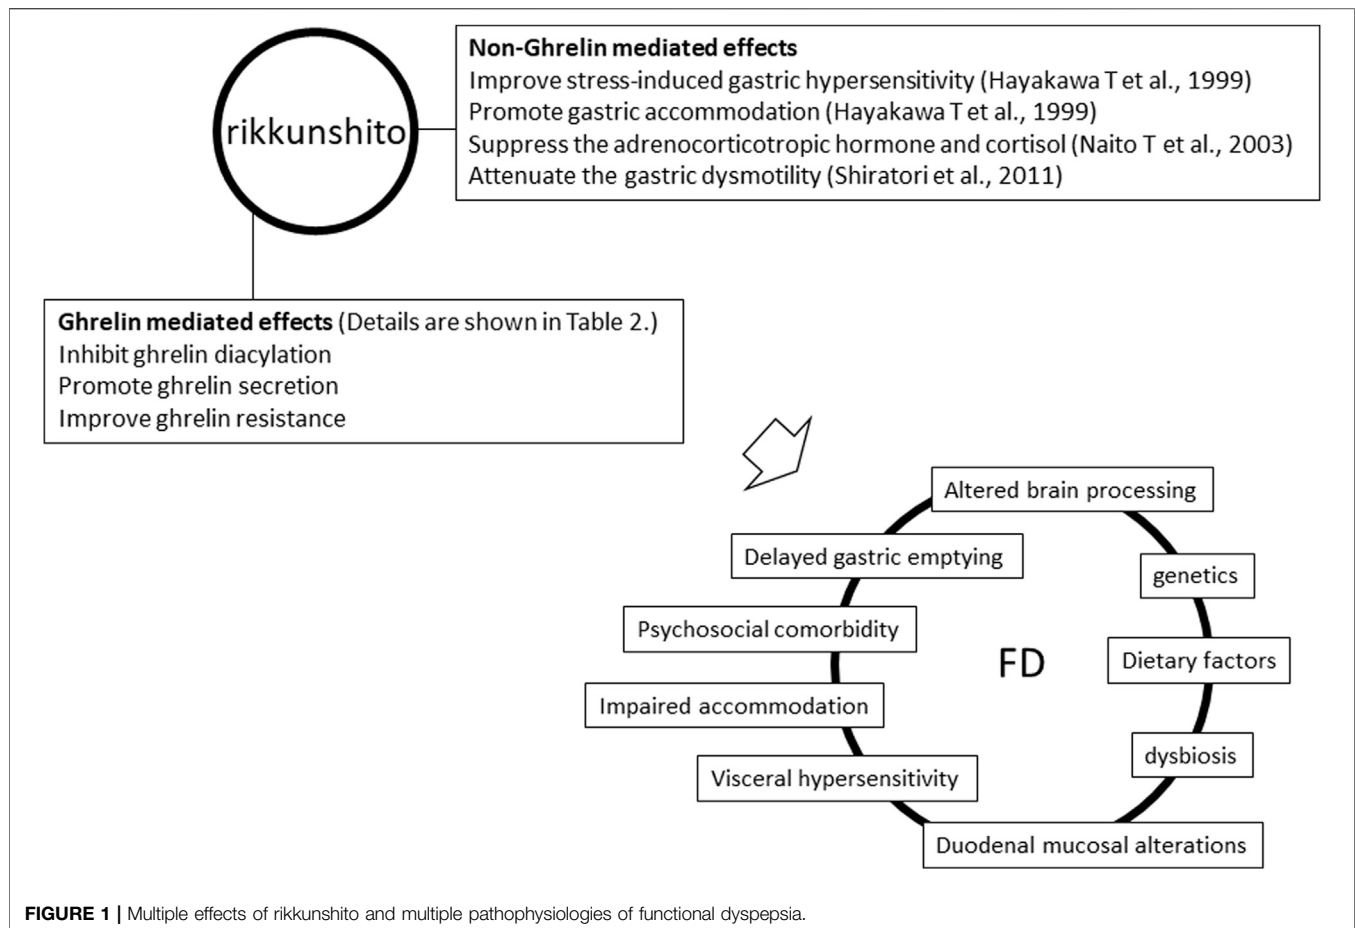 rikkunshito
Non-Ghrelin mediated effects
Improve stress-induced gastric hypersensitivity (Hayakawa T et al., 1999)
Promote gastric accommodation (Hayakawa T et al., 1999)
Suppress the adrenocorticotropic hormone and cortisol (Naito T et al., 2003)
Attenuate the gastric dysmotility (Shiratori et al., 2011)
Ghrelin mediated effects (Details are shown in Table 2.)
Inhibit ghrelin diacylation
Promote ghrelin secretion
Improve ghrelin resistance
Altered brain processing
Delayed gastric emptying
genetics
Psychosocial comorbidity
FD
Dietary factors
Impaired accommodation
dysbiosis
Visceral hypersensitivity
Duodenal mucosal alterations
FIGURE 1 | Multiple effects of rikkunshito and multiple pathophysiologies of functional dyspepsia.